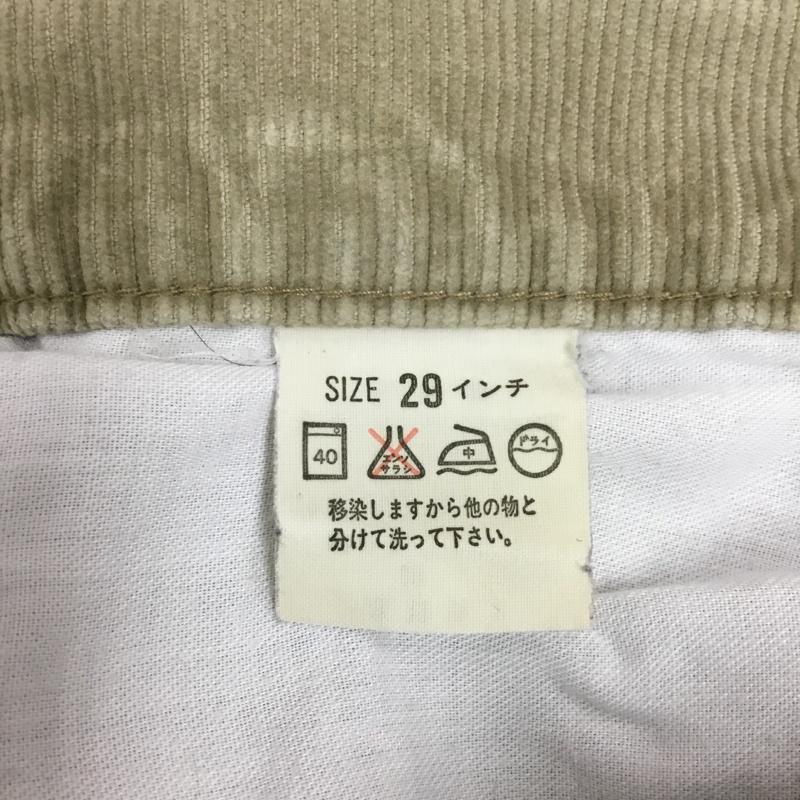 SIZE 29 インチ
40 エンソ サラシ 中 ドライ
移染しますから他の物と
分けて洗って下さい。